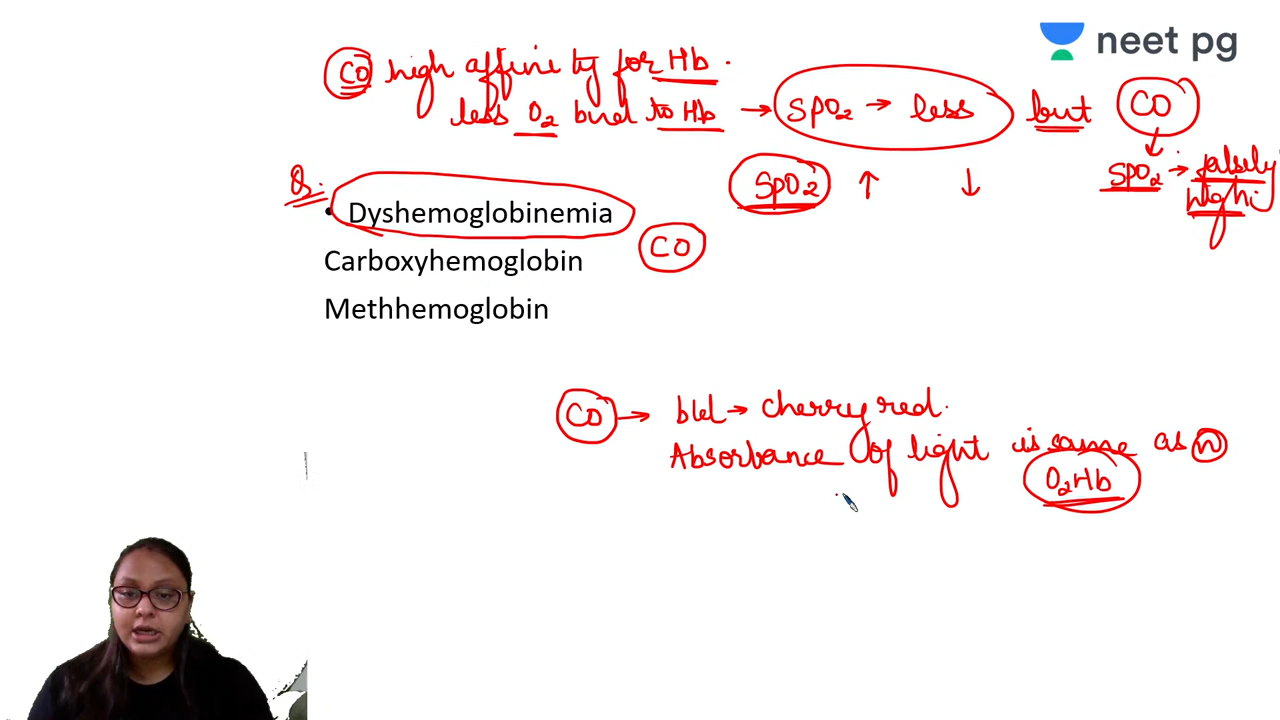 neet pg
CO high affinity for Hb.
less O₂ bind to Hb → SpO₂ → less but CO
↓
SpO₂ → falsely high
SpO₂ ↑ ↓
Q.
• Dyshemoglobinemia
CO
Carboxyhemoglobin
Methhemoglobin
CO → bld → cherry red.
Absorbance of light is same as n
O₂Hb